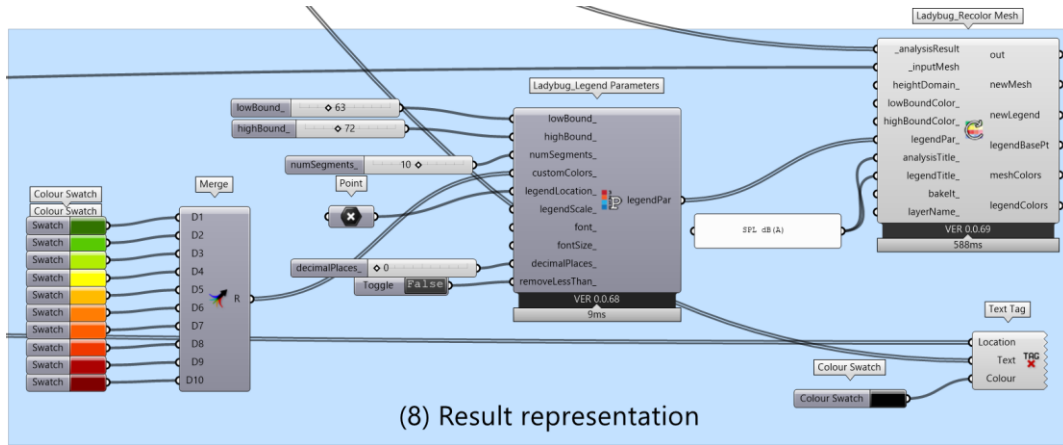 Ladybug_Recolor Mesh
_analysisResult
_inputMesh
heightDomain_
lowBoundColor_
highBoundColor_
legendPar_
analysisTitle_
legendTitle_
bakeIt_
layerName_
out
newMesh
newLegend
legendBasePt
meshColors
legendColors
VER 0.0.69
588ms
Ladybug_Legend Parameters
lowBound_
highBound_
numSegments_
customColors_
legendLocation_
legendScale_
font_
fontSize_
decimalPlaces_
removeLessThan_
legendPar
VER 0.0.68
9ms
lowBound_ 63
highBound_ 72
numSegments_ 10
Point
decimalPlaces_ 0
Toggle False
SPL dB(A)
Colour Swatch
Colour Swatch
Swatch
Swatch
Swatch
Swatch
Swatch
Swatch
Swatch
Swatch
Swatch
Swatch
Merge
D1
D2
D3
D4
D5
D6
D7
D8
D9
D10
R
Text Tag
Location
Text
Colour
TAG
Colour Swatch
Colour Swatch
(8) Result representation